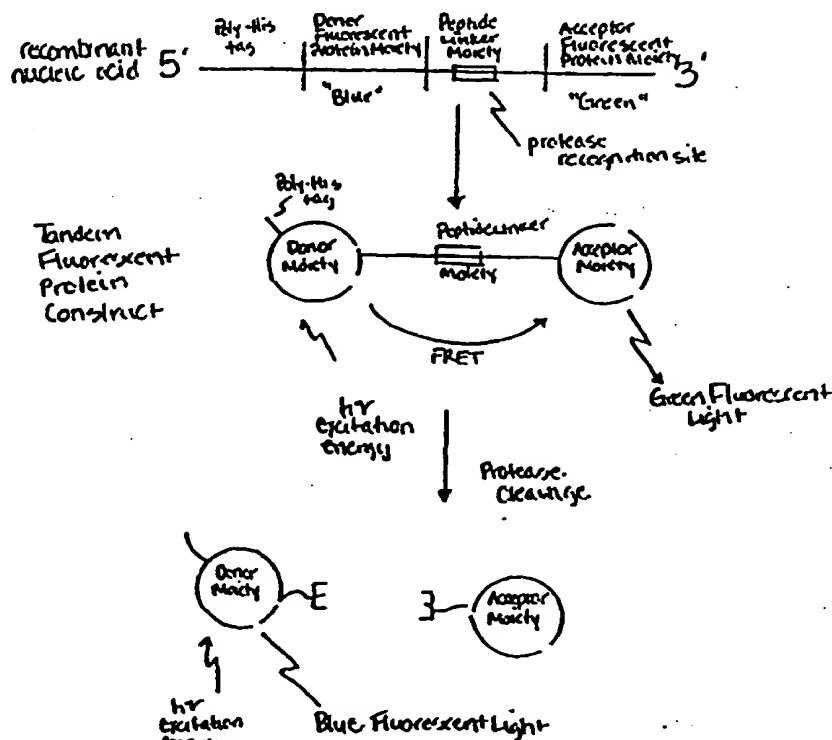 Poly-His
tag
Donor
Fluorescent
Protein Moiety
Peptide
Linker
Moiety
Acceptor
Fluorescent
Protein Moiety
recombinant
nucleic acid 5'
3'
"Blue"
"Green"
protease
recognition site
Poly-His
tag
Tandem
Fluorescent
Protein
Construct
Donor
Moiety
Peptide Linker
Moiety
Acceptor
Moiety
FRET
hν
excitation
energy
Green Fluorescent
Light
Protease
Cleavage
Donor
Moiety
Acceptor
Moiety
hν
excitation
Blue Fluorescent Light